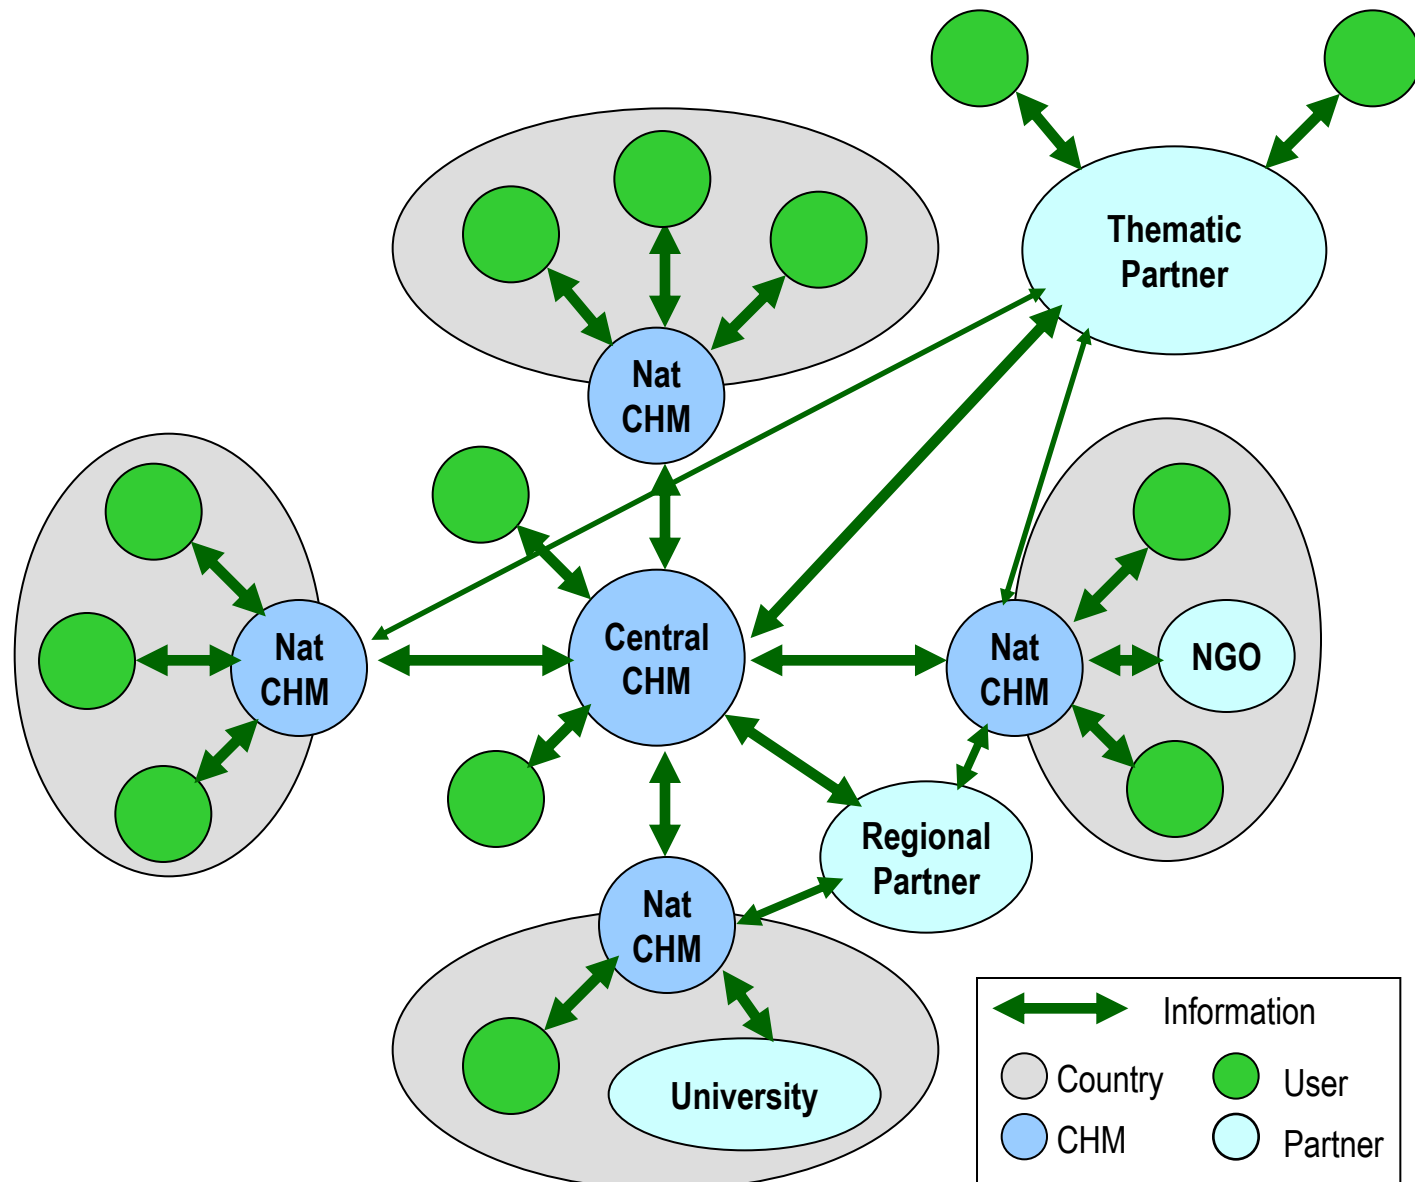 Thematic
Partner
Nat
CHM
Nat
CHM
Central
CHM
Nat
CHM
NGO
Regional
Partner
Nat
CHM
University
Information
Country
User
CHM
Partner